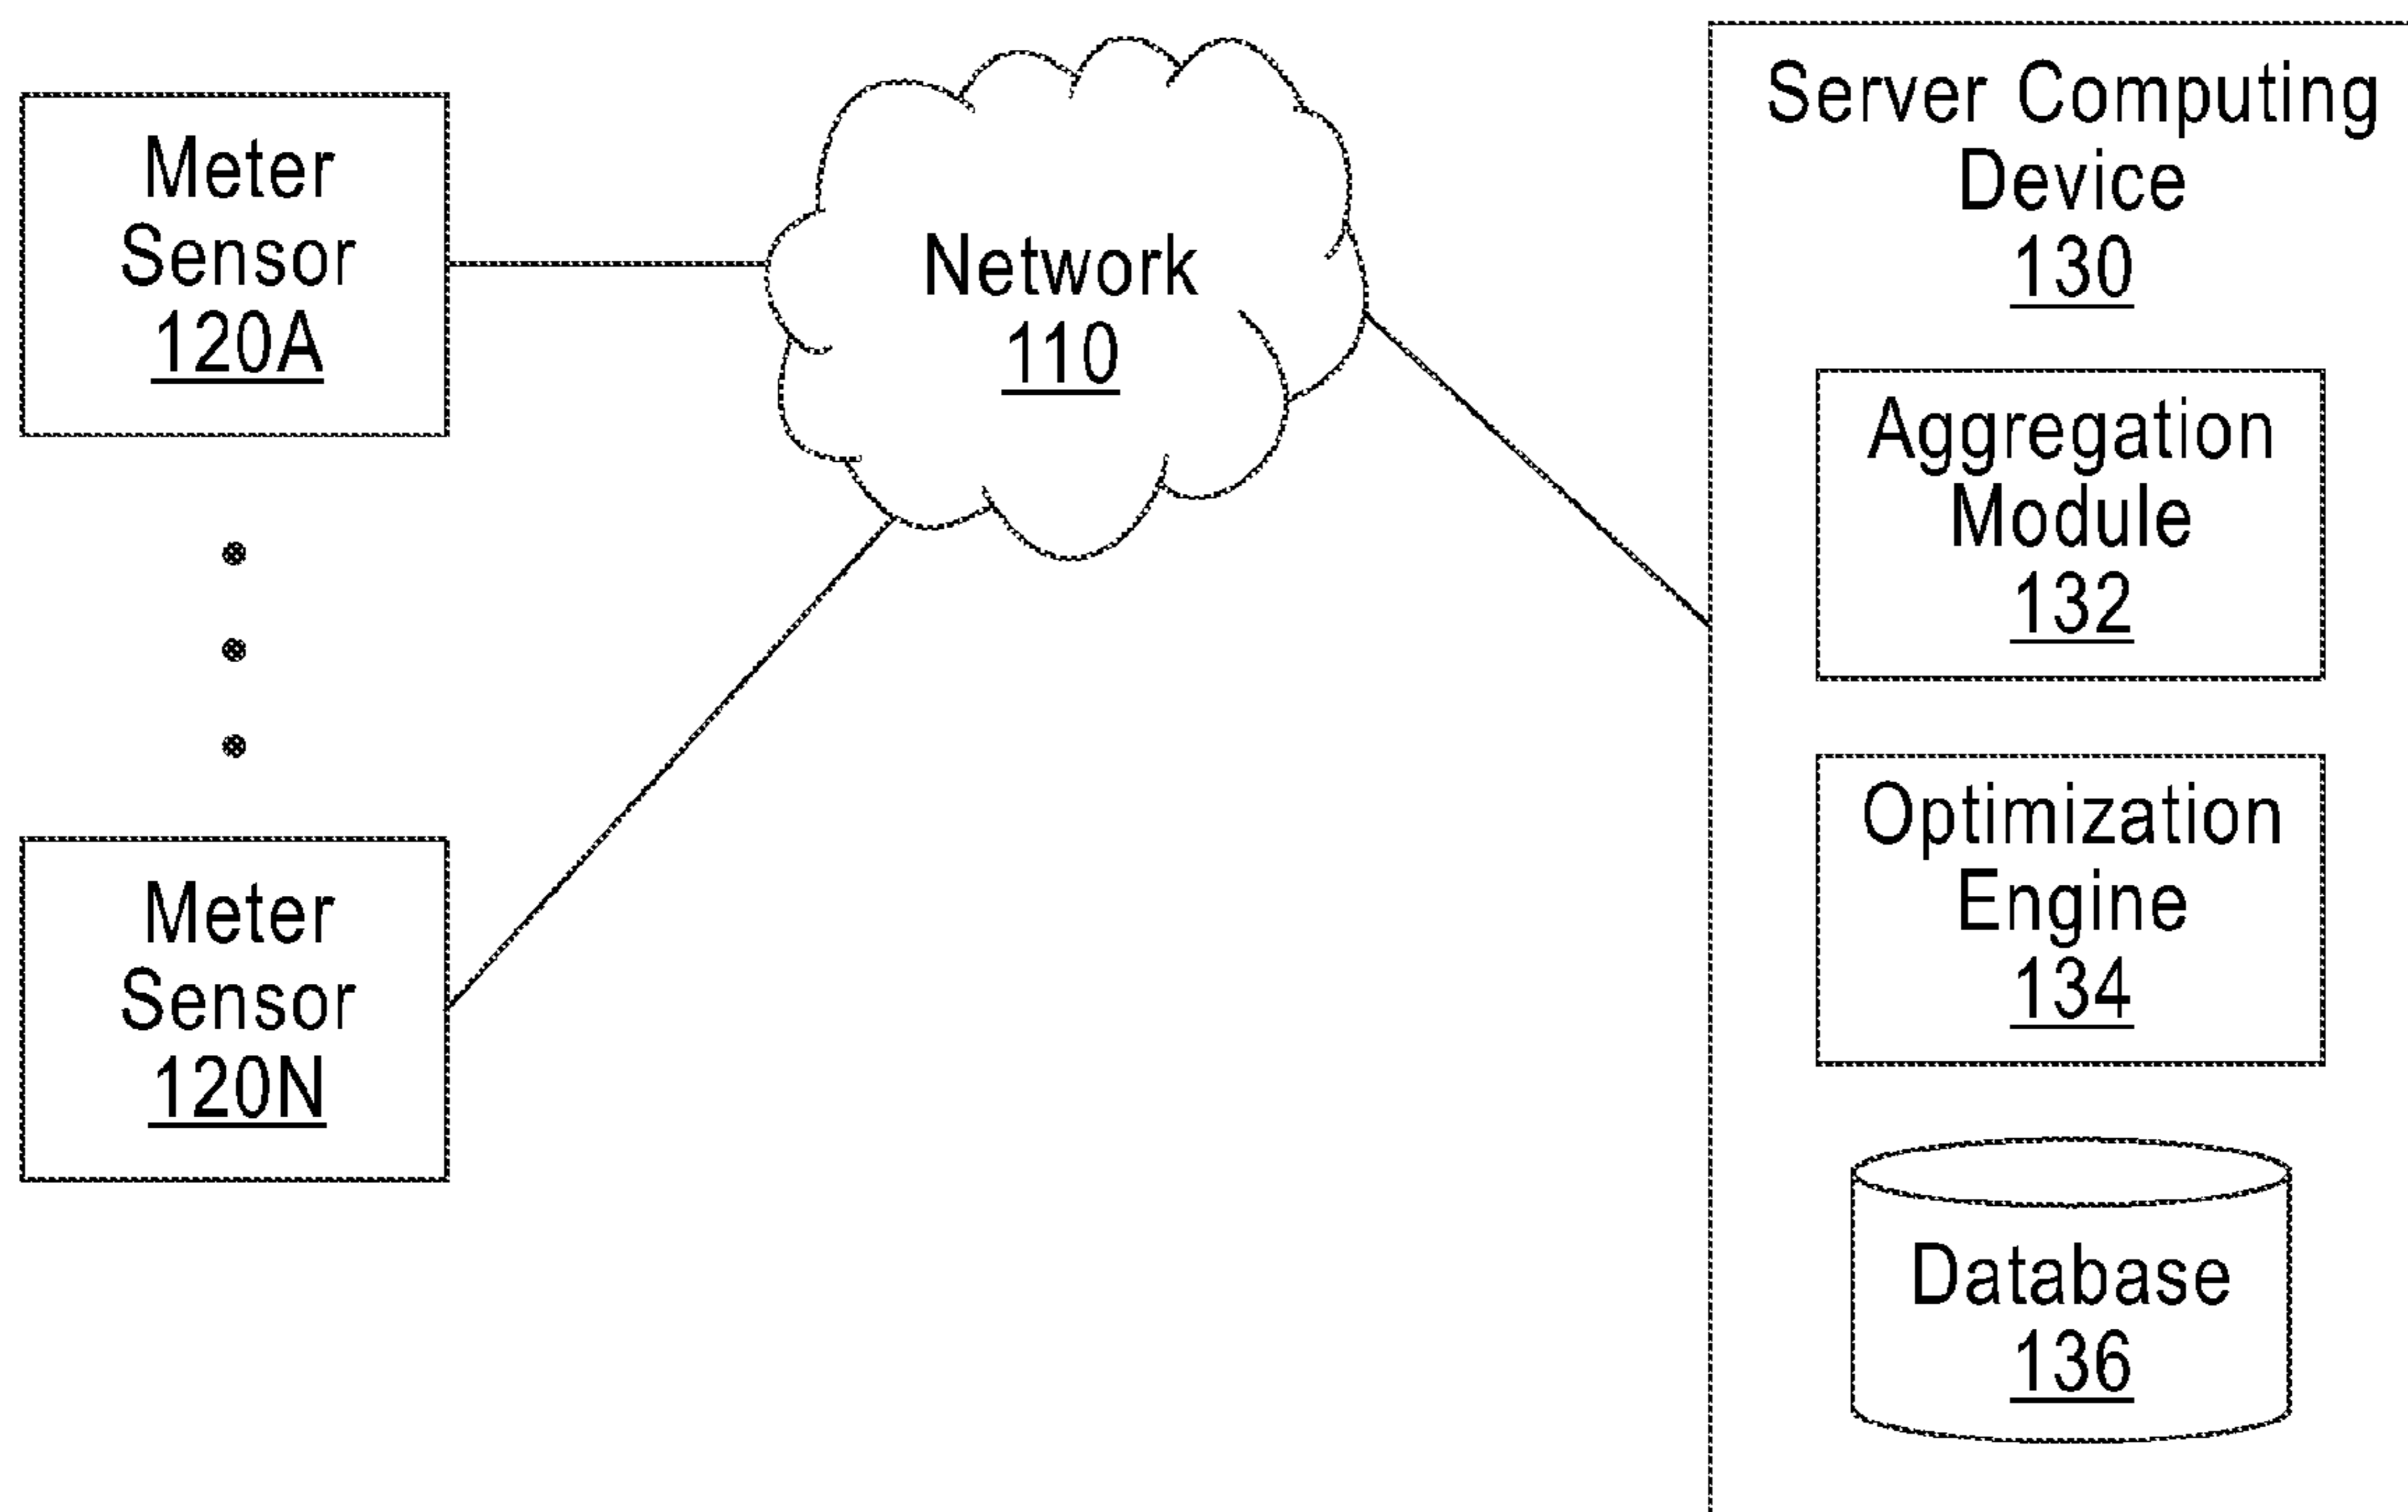 Meter
Sensor
120A
Meter
Sensor
120N
Network
110
Server Computing
Device
130
Aggregation
Module
132
Optimization
Engine
134
Database
136